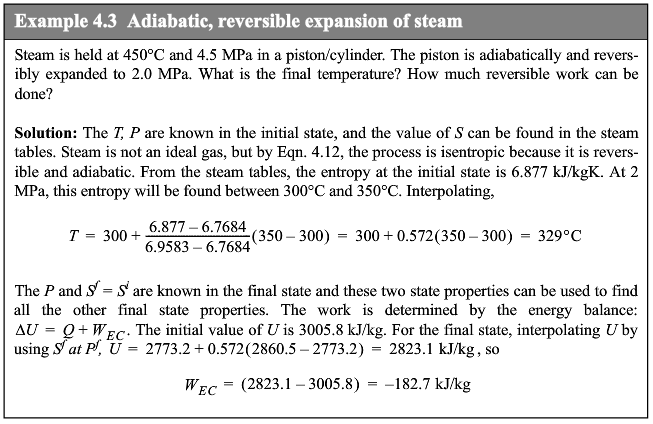 Example 4.3 Adiabatic, reversible expansion of steam
Steam is held at 450°C and 4.5 MPa in a piston/cylinder. The piston is adiabatically and revers-
ibly expanded to 2.0 MPa. What is the final temperature? How much reversible work can be
done?
Solution: The T, P are known in the initial state, and the value of S can be found in the steam
tables. Steam is not an ideal gas, but by Eqn. 4.12, the process is isentropic because it is revers-
ible and adiabatic. From the steam tables, the entropy at the initial state is 6.877 kJ/kgK. At 2
MPa, this entropy will be found between 300°C and 350°C. Interpolating,
T = 300 + (6.877 – 6.7684)/(6.9583 – 6.7684) (350 – 300) = 300 + 0.572(350 – 300) = 329°C
The P and S^f = S^i are known in the final state and these two state properties can be used to find
all the other final state properties. The work is determined by the energy balance:
ΔU = Q + W_EC. The initial value of U is 3005.8 kJ/kg. For the final state, interpolating U by
using S^f at P^f, U = 2773.2 + 0.572(2860.5 – 2773.2) = 2823.1 kJ/kg, so
W_EC = (2823.1 – 3005.8) = –182.7 kJ/kg